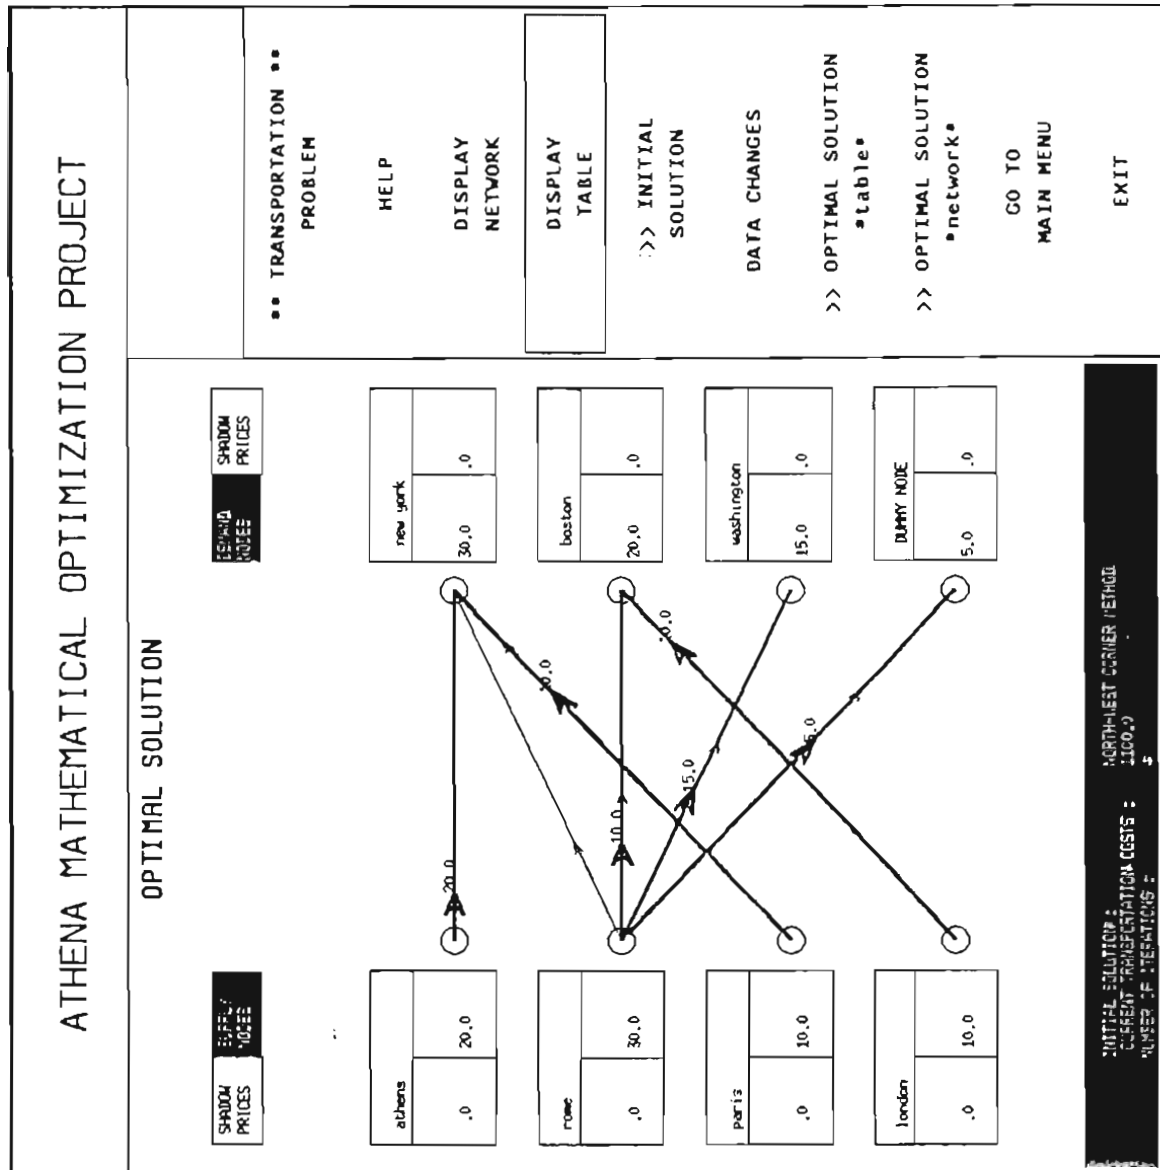 ATHENA MATHEMATICAL OPTIMIZATION PROJECT
OPTIMAL SOLUTION
SHADOW
PRICES
SUPPLY
NODES
DEMAND
NODES
SHADOW
PRICES
athens
.0 20.0
rome
.0 30.0
paris
.0 10.0
london
.0 10.0
20.0
10.0
15.0
new york
30.0 .0
boston
20.0 .0
washington
15.0 .0
DUMMY NODE
5.0 .0
** TRANSPORTATION **
PROBLEM
HELP
DISPLAY
NETWORK
DISPLAY
TABLE
>>> INITIAL
SOLUTION
DATA CHANGES
>> OPTIMAL SOLUTION
*table*
>> OPTIMAL SOLUTION
*network*
GO TO
MAIN MENU
EXIT
INITIAL SOLUTION : NORTH-WEST CORNER METHOD
CURRENT TRANSPORTATION COSTS : 1100.0
NUMBER OF ITERATIONS :